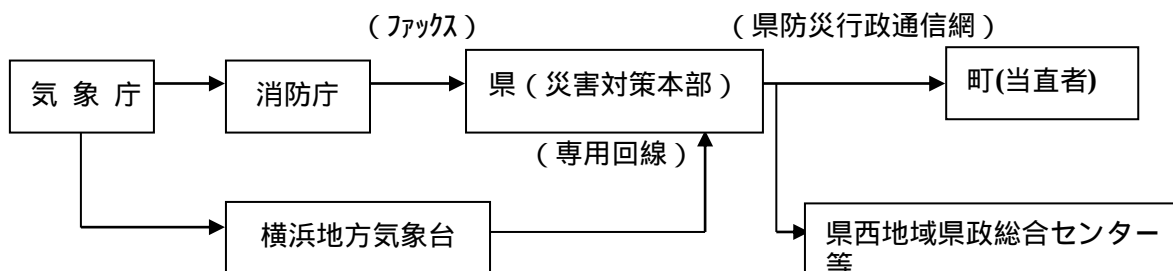 （ﾌｧｯｸｽ）
（県防災行政通信網）
気 象 庁
消防庁
県（災害対策本部）
町(当直者)
（専用回線）
横浜地方気象台
県西地域県政総合センター
等